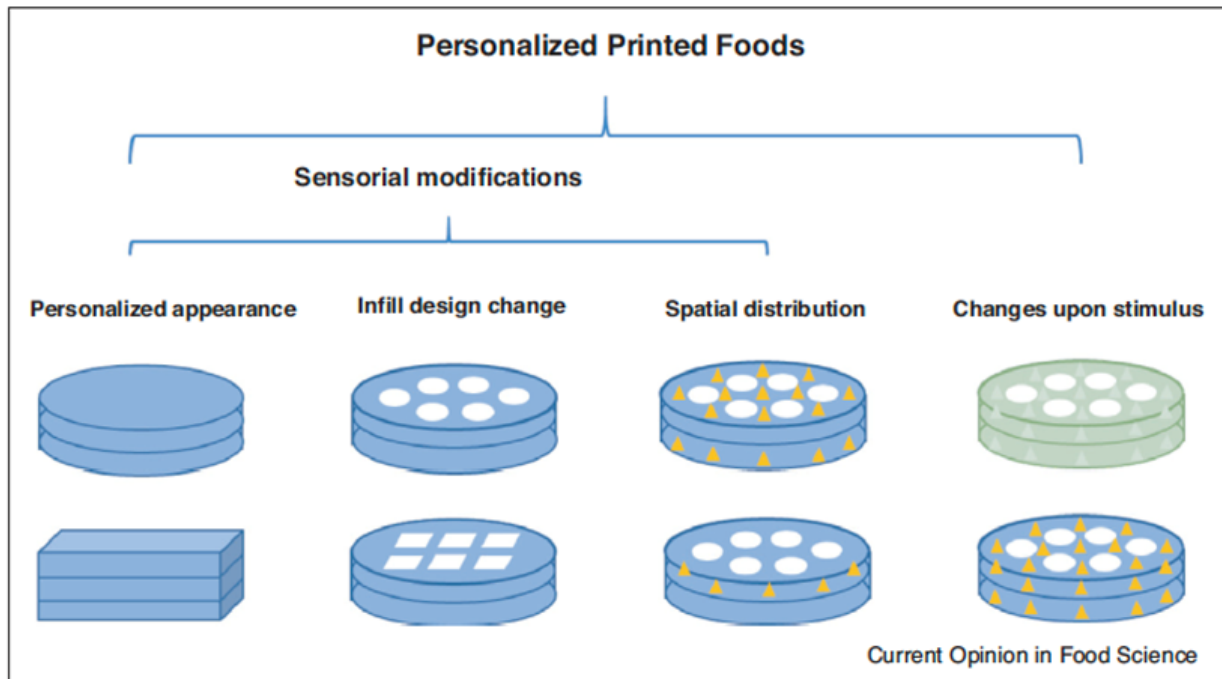 Personalized Printed Foods
Sensorial modifications
Personalized appearance
Infill design change
Spatial distribution
Changes upon stimulus
Current Opinion in Food Science